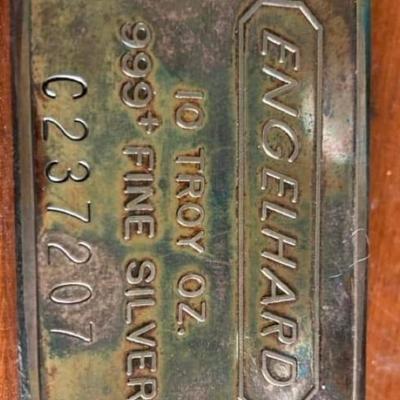 ENGELHARD
10 TROY OZ.
999+ FINE SILVER
C237207